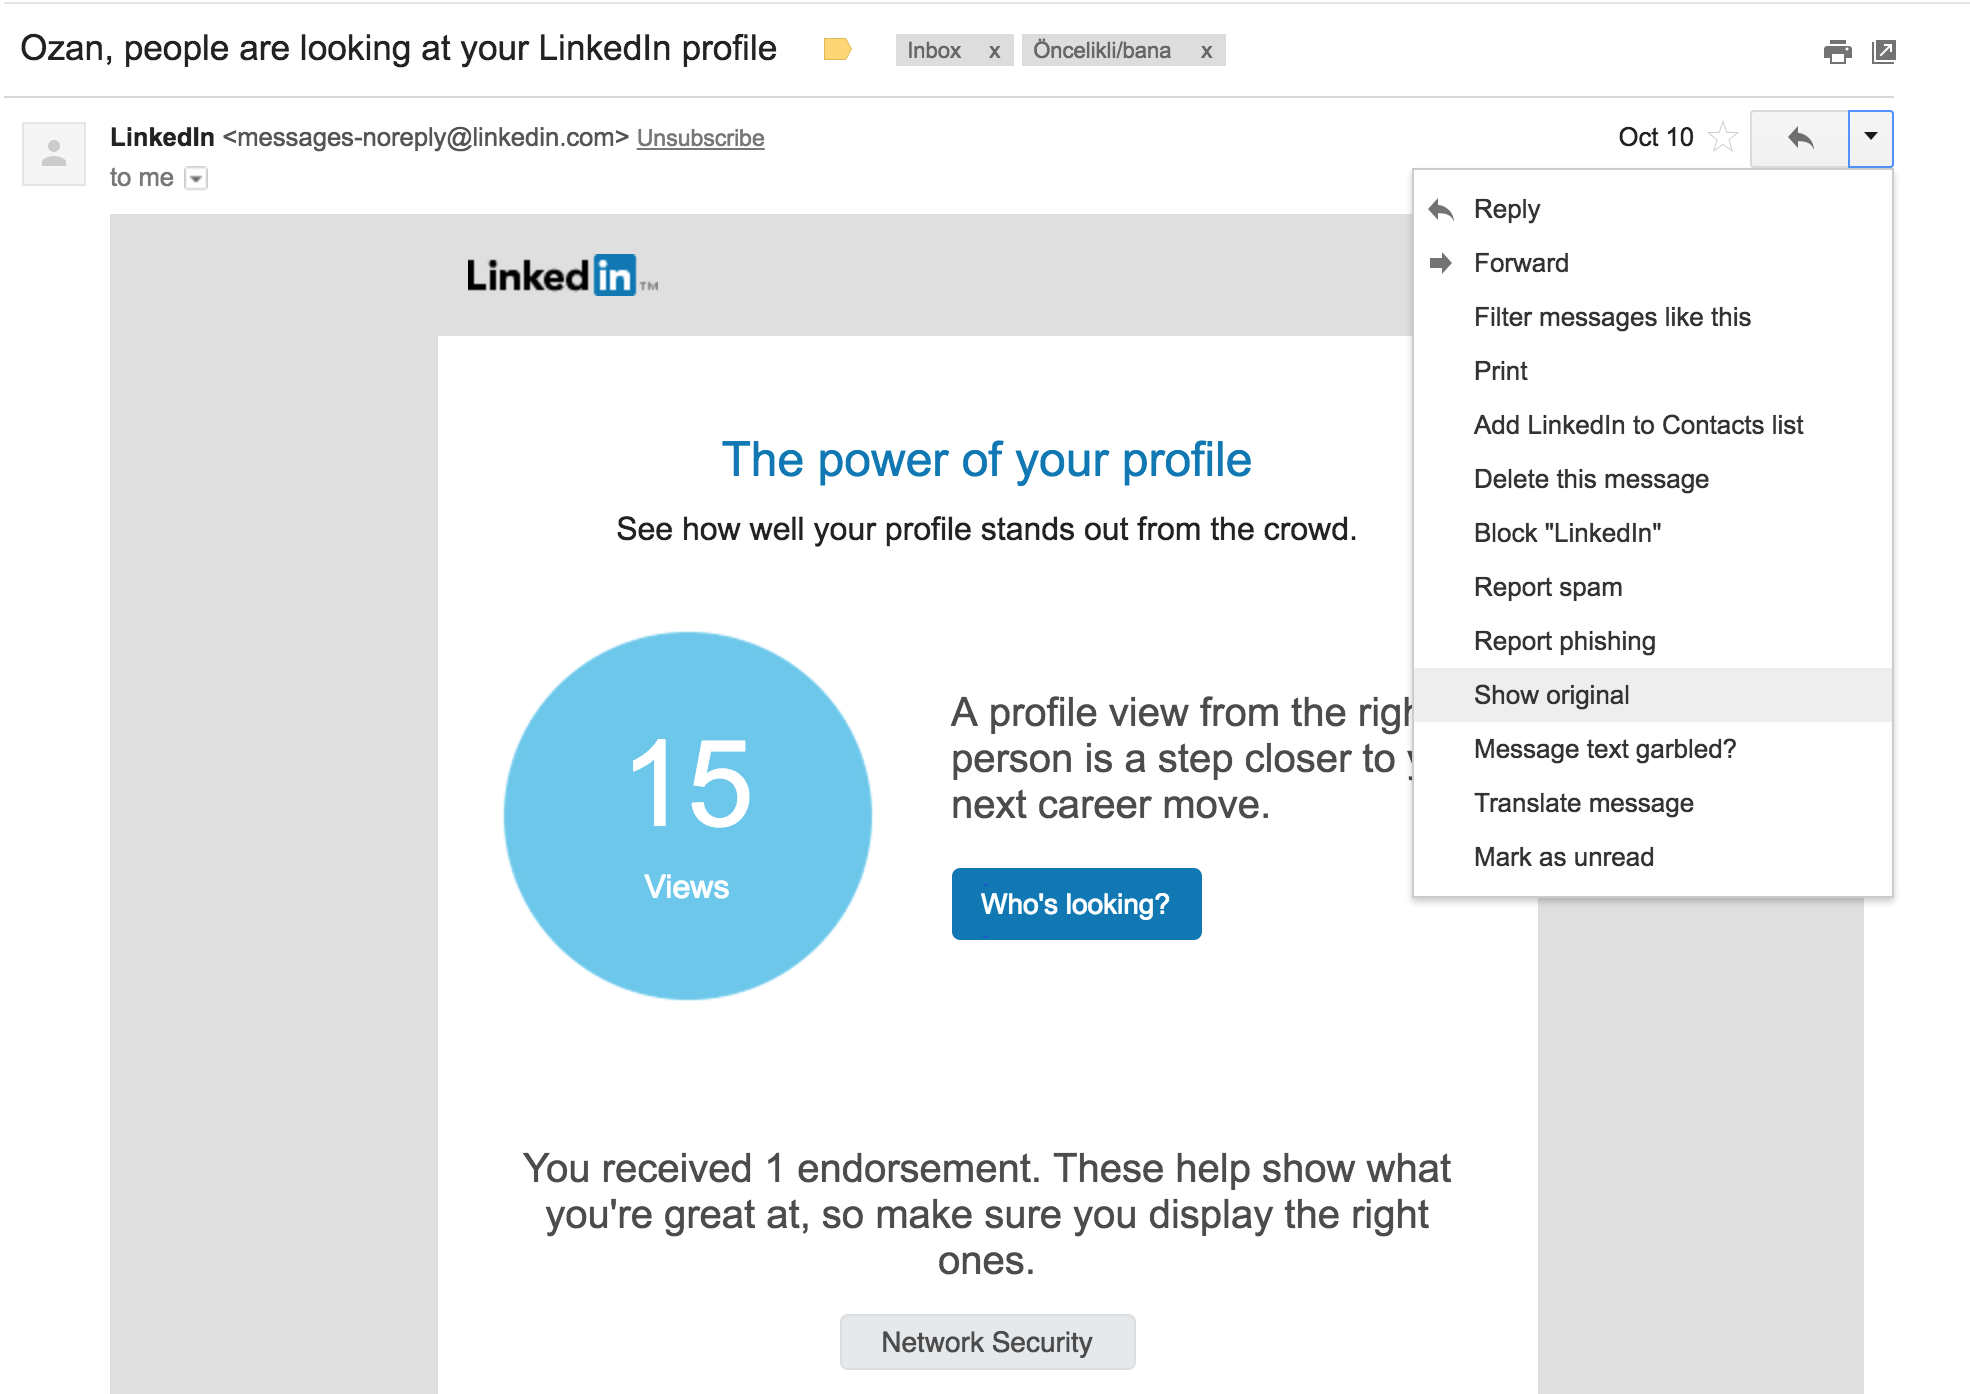 Ozan, people are looking at your LinkedIn profile
Inbox x Öncelikli/bana x
LinkedIn <messages-noreply@linkedin.com> Unsubscribe
Oct 10
to me
LinkedIn™
The power of your profile
See how well your profile stands out from the crowd.
15
Views
A profile view from the
person is a step closer to
next career move.
Who's looking?
You received 1 endorsement. These help show what
you're great at, so make sure you display the right
ones.
Network Security
Reply
Forward
Filter messages like this
Print
Add LinkedIn to Contacts list
Delete this message
Block "LinkedIn"
Report spam
Report phishing
Show original
Message text garbled?
Translate message
Mark as unread